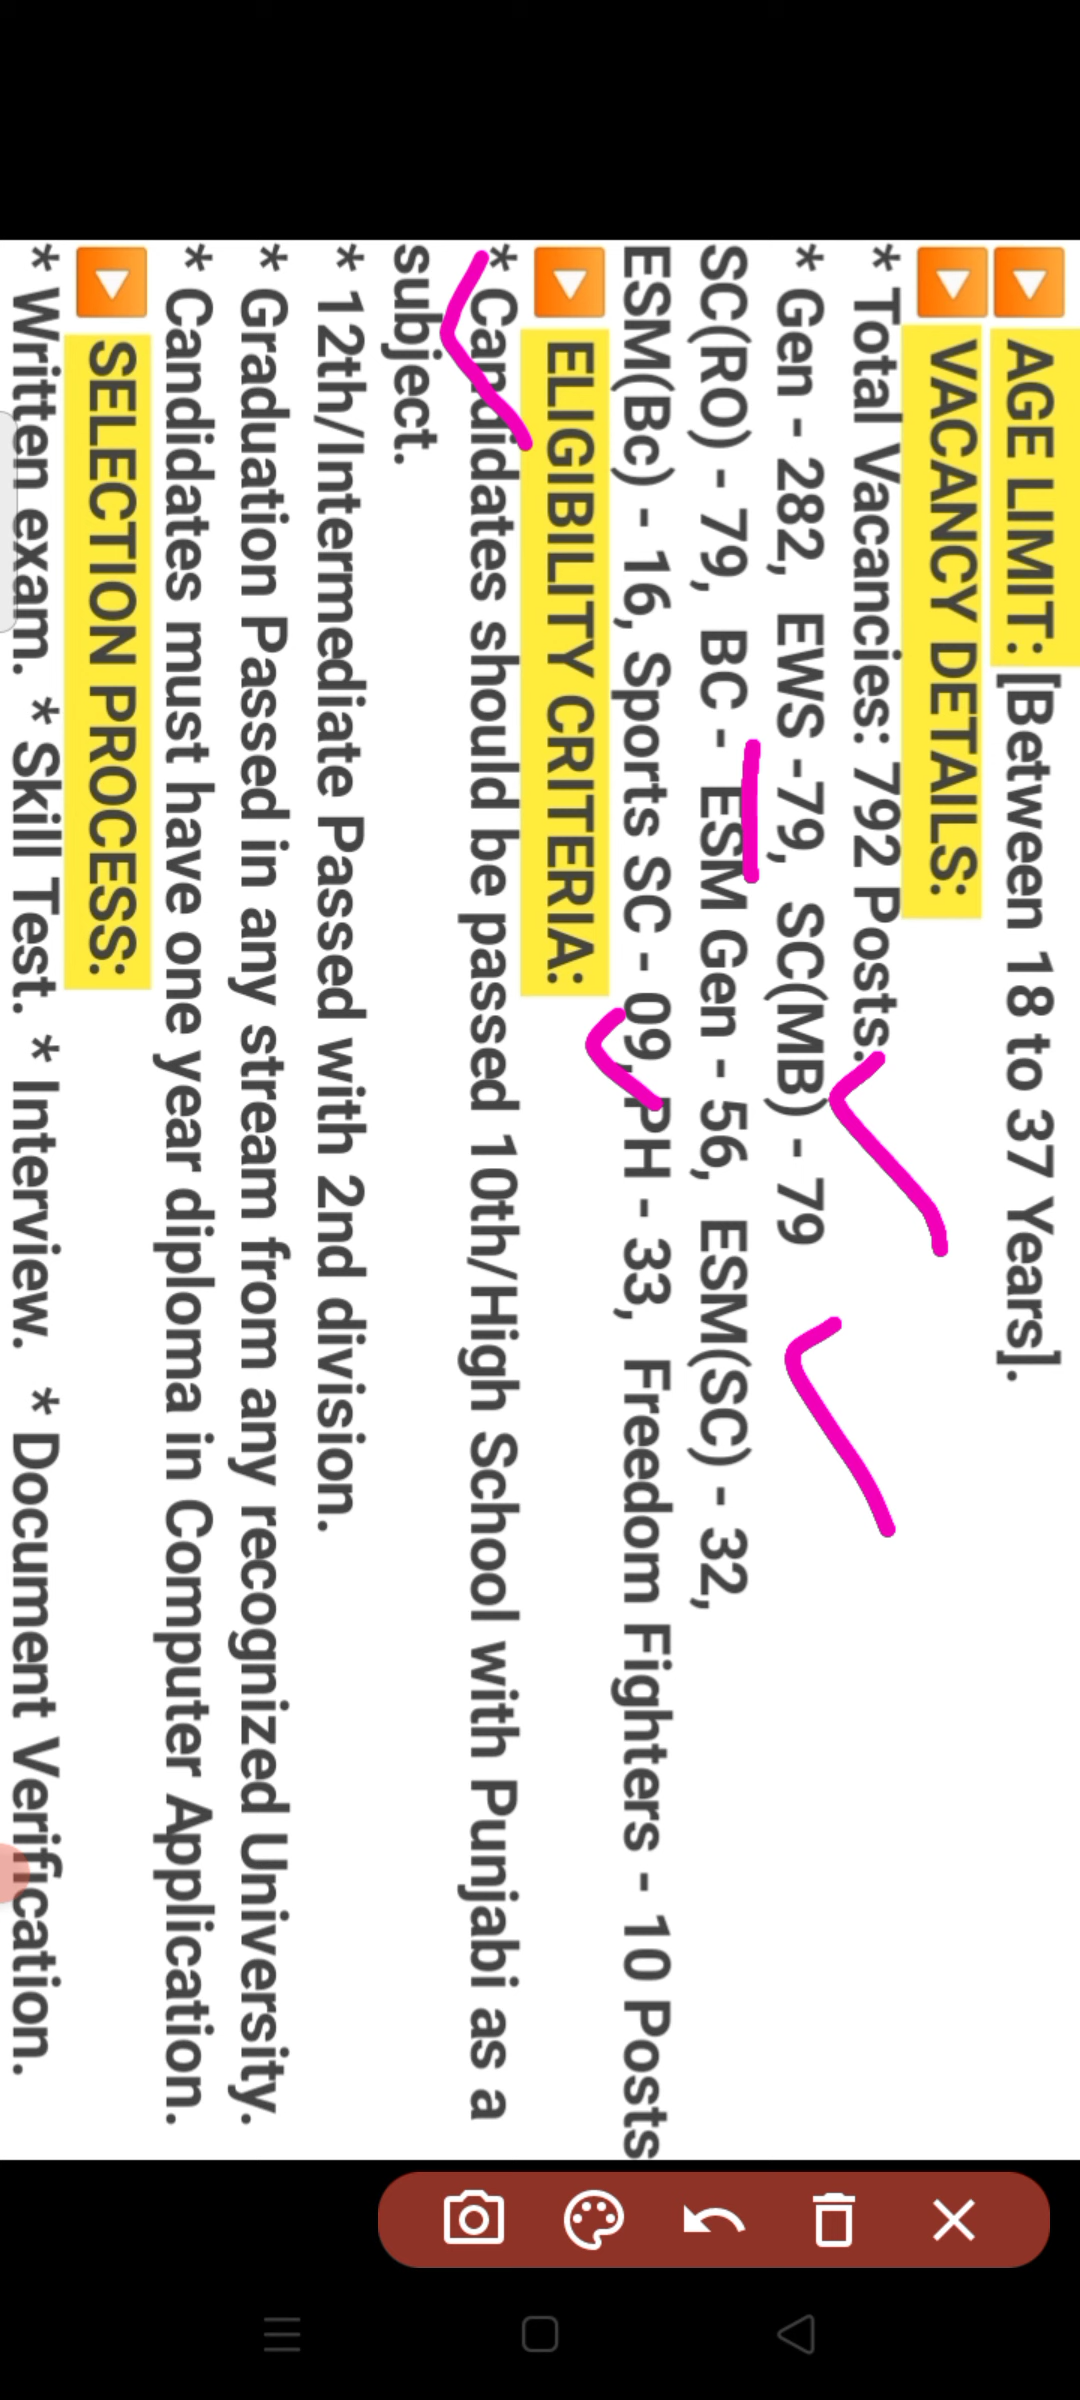 AGE LIMIT: [Between 18 to 37 Years].
VACANCY DETAILS:
* Total Vacancies: 792 Posts.
* Gen - 282, EWS -79, SC(MB) - 79
SC(RO) - 79, BC - ESM Gen - 56, ESM(SC) - 32,
ESM(Bc) - 16, Sports SC - 09, PH - 33, Freedom Fighters - 10 Posts
ELIGIBILITY CRITERIA:
* Candidates should be passed 10th/High School with Punjabi as a
subject.
* 12th/Intermediate Passed with 2nd division.
* Graduation Passed in any stream from any recognized University.
* Candidates must have one year diploma in Computer Application.
SELECTION PROCESS:
* Written exam. * Skill Test. * Interview. * Document Verification.